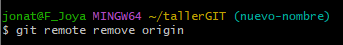 jonat@F_Joya MINGW64 ~/tallerGIT (nuevo-nombre)
$ git remote remove origin